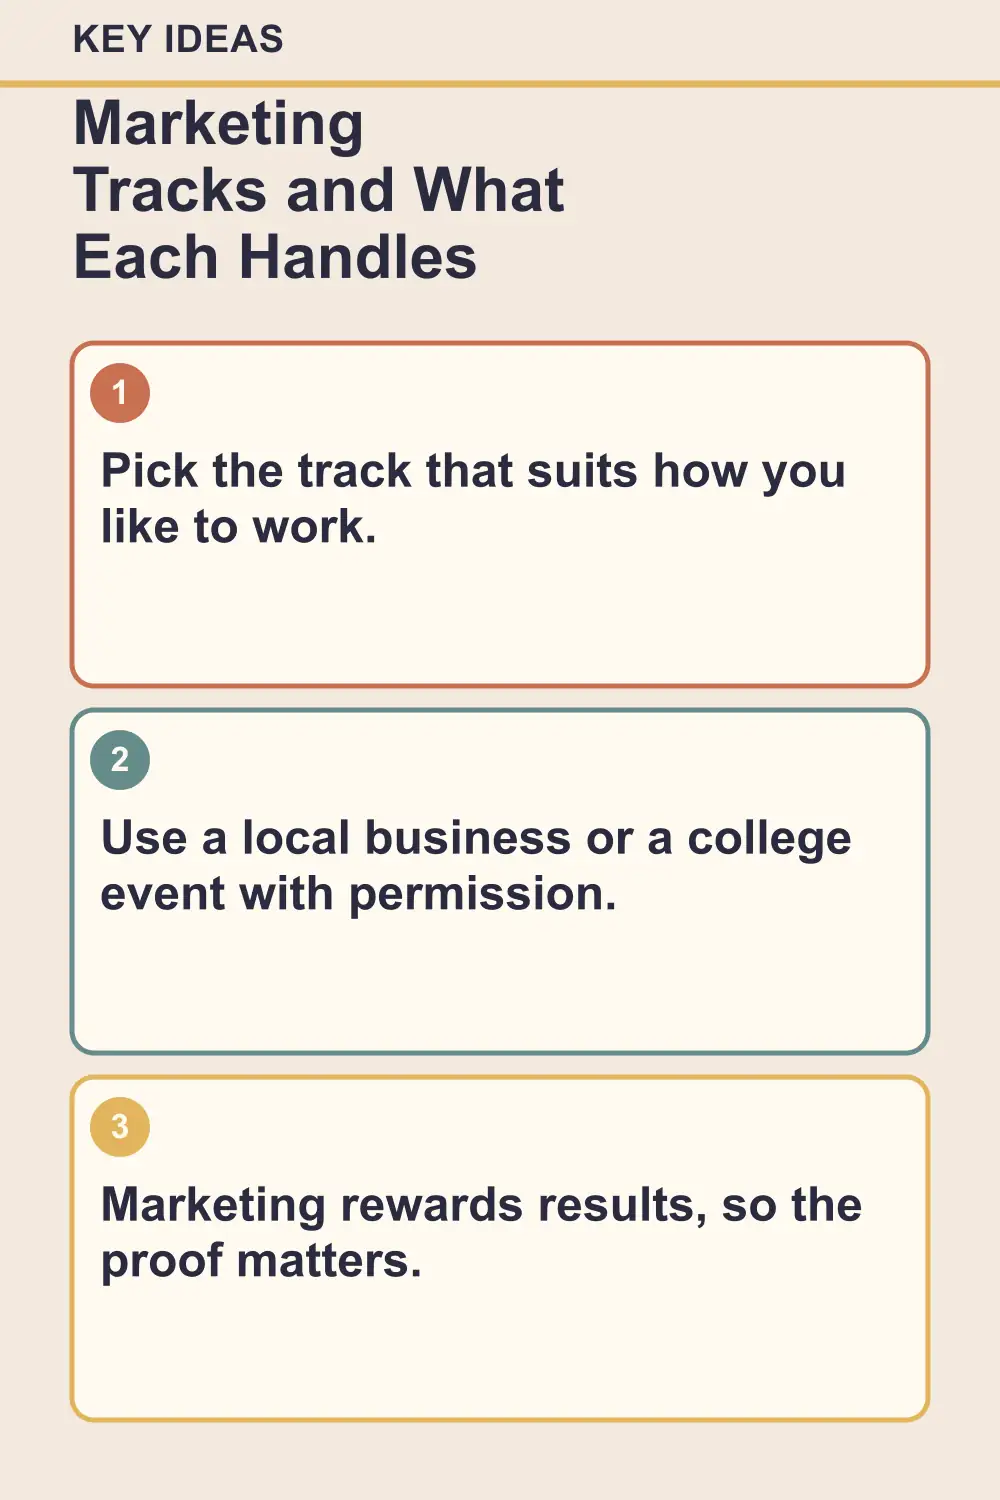 KEY IDEAS
Marketing
Tracks and What
Each Handles
1
Pick the track that suits how you
like to work.
2
Use a local business or a college
event with permission.
3
Marketing rewards results, so the
proof matters.